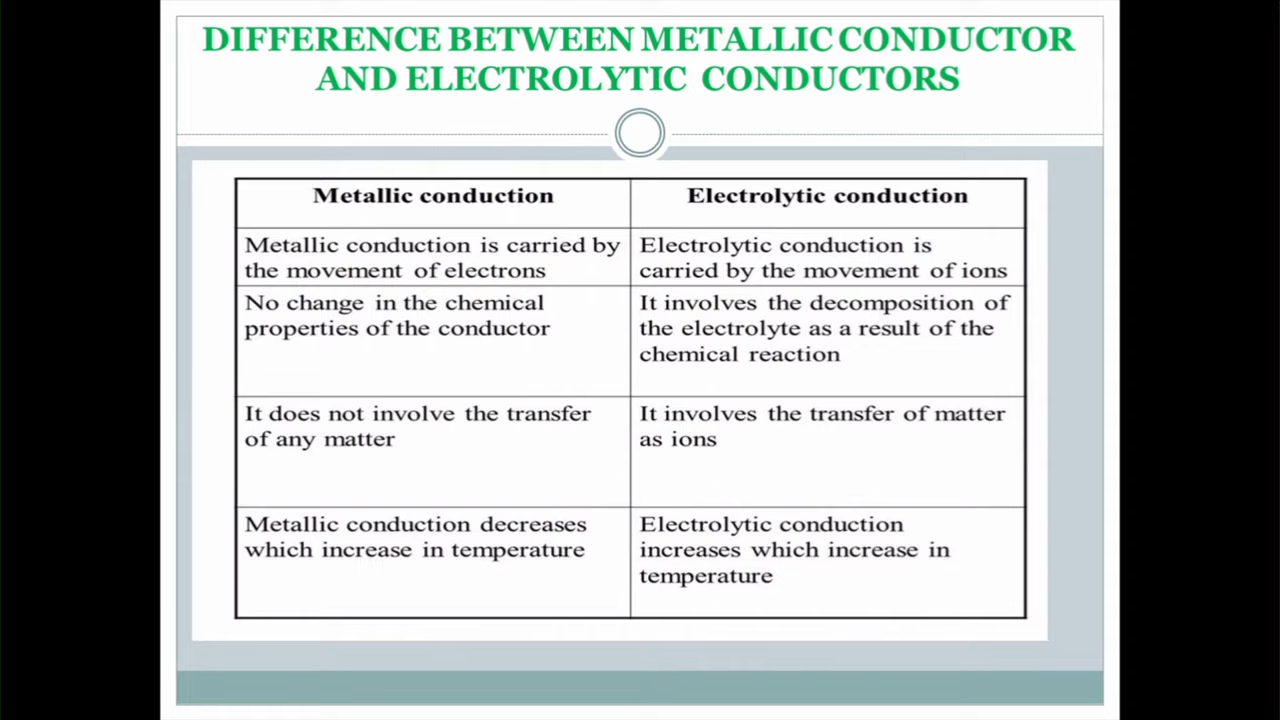 DIFFERENCE BETWEEN METALLIC CONDUCTOR
AND ELECTROLYTIC CONDUCTORS
Metallic conduction
Electrolytic conduction
Metallic conduction is carried by
the movement of electrons
Electrolytic conduction is
carried by the movement of ions
No change in the chemical
properties of the conductor
It involves the decomposition of
the electrolyte as a result of the
chemical reaction
It does not involve the transfer
of any matter
It involves the transfer of matter
as ions
Metallic conduction decreases
which increase in temperature
Electrolytic conduction
increases which increase in
temperature